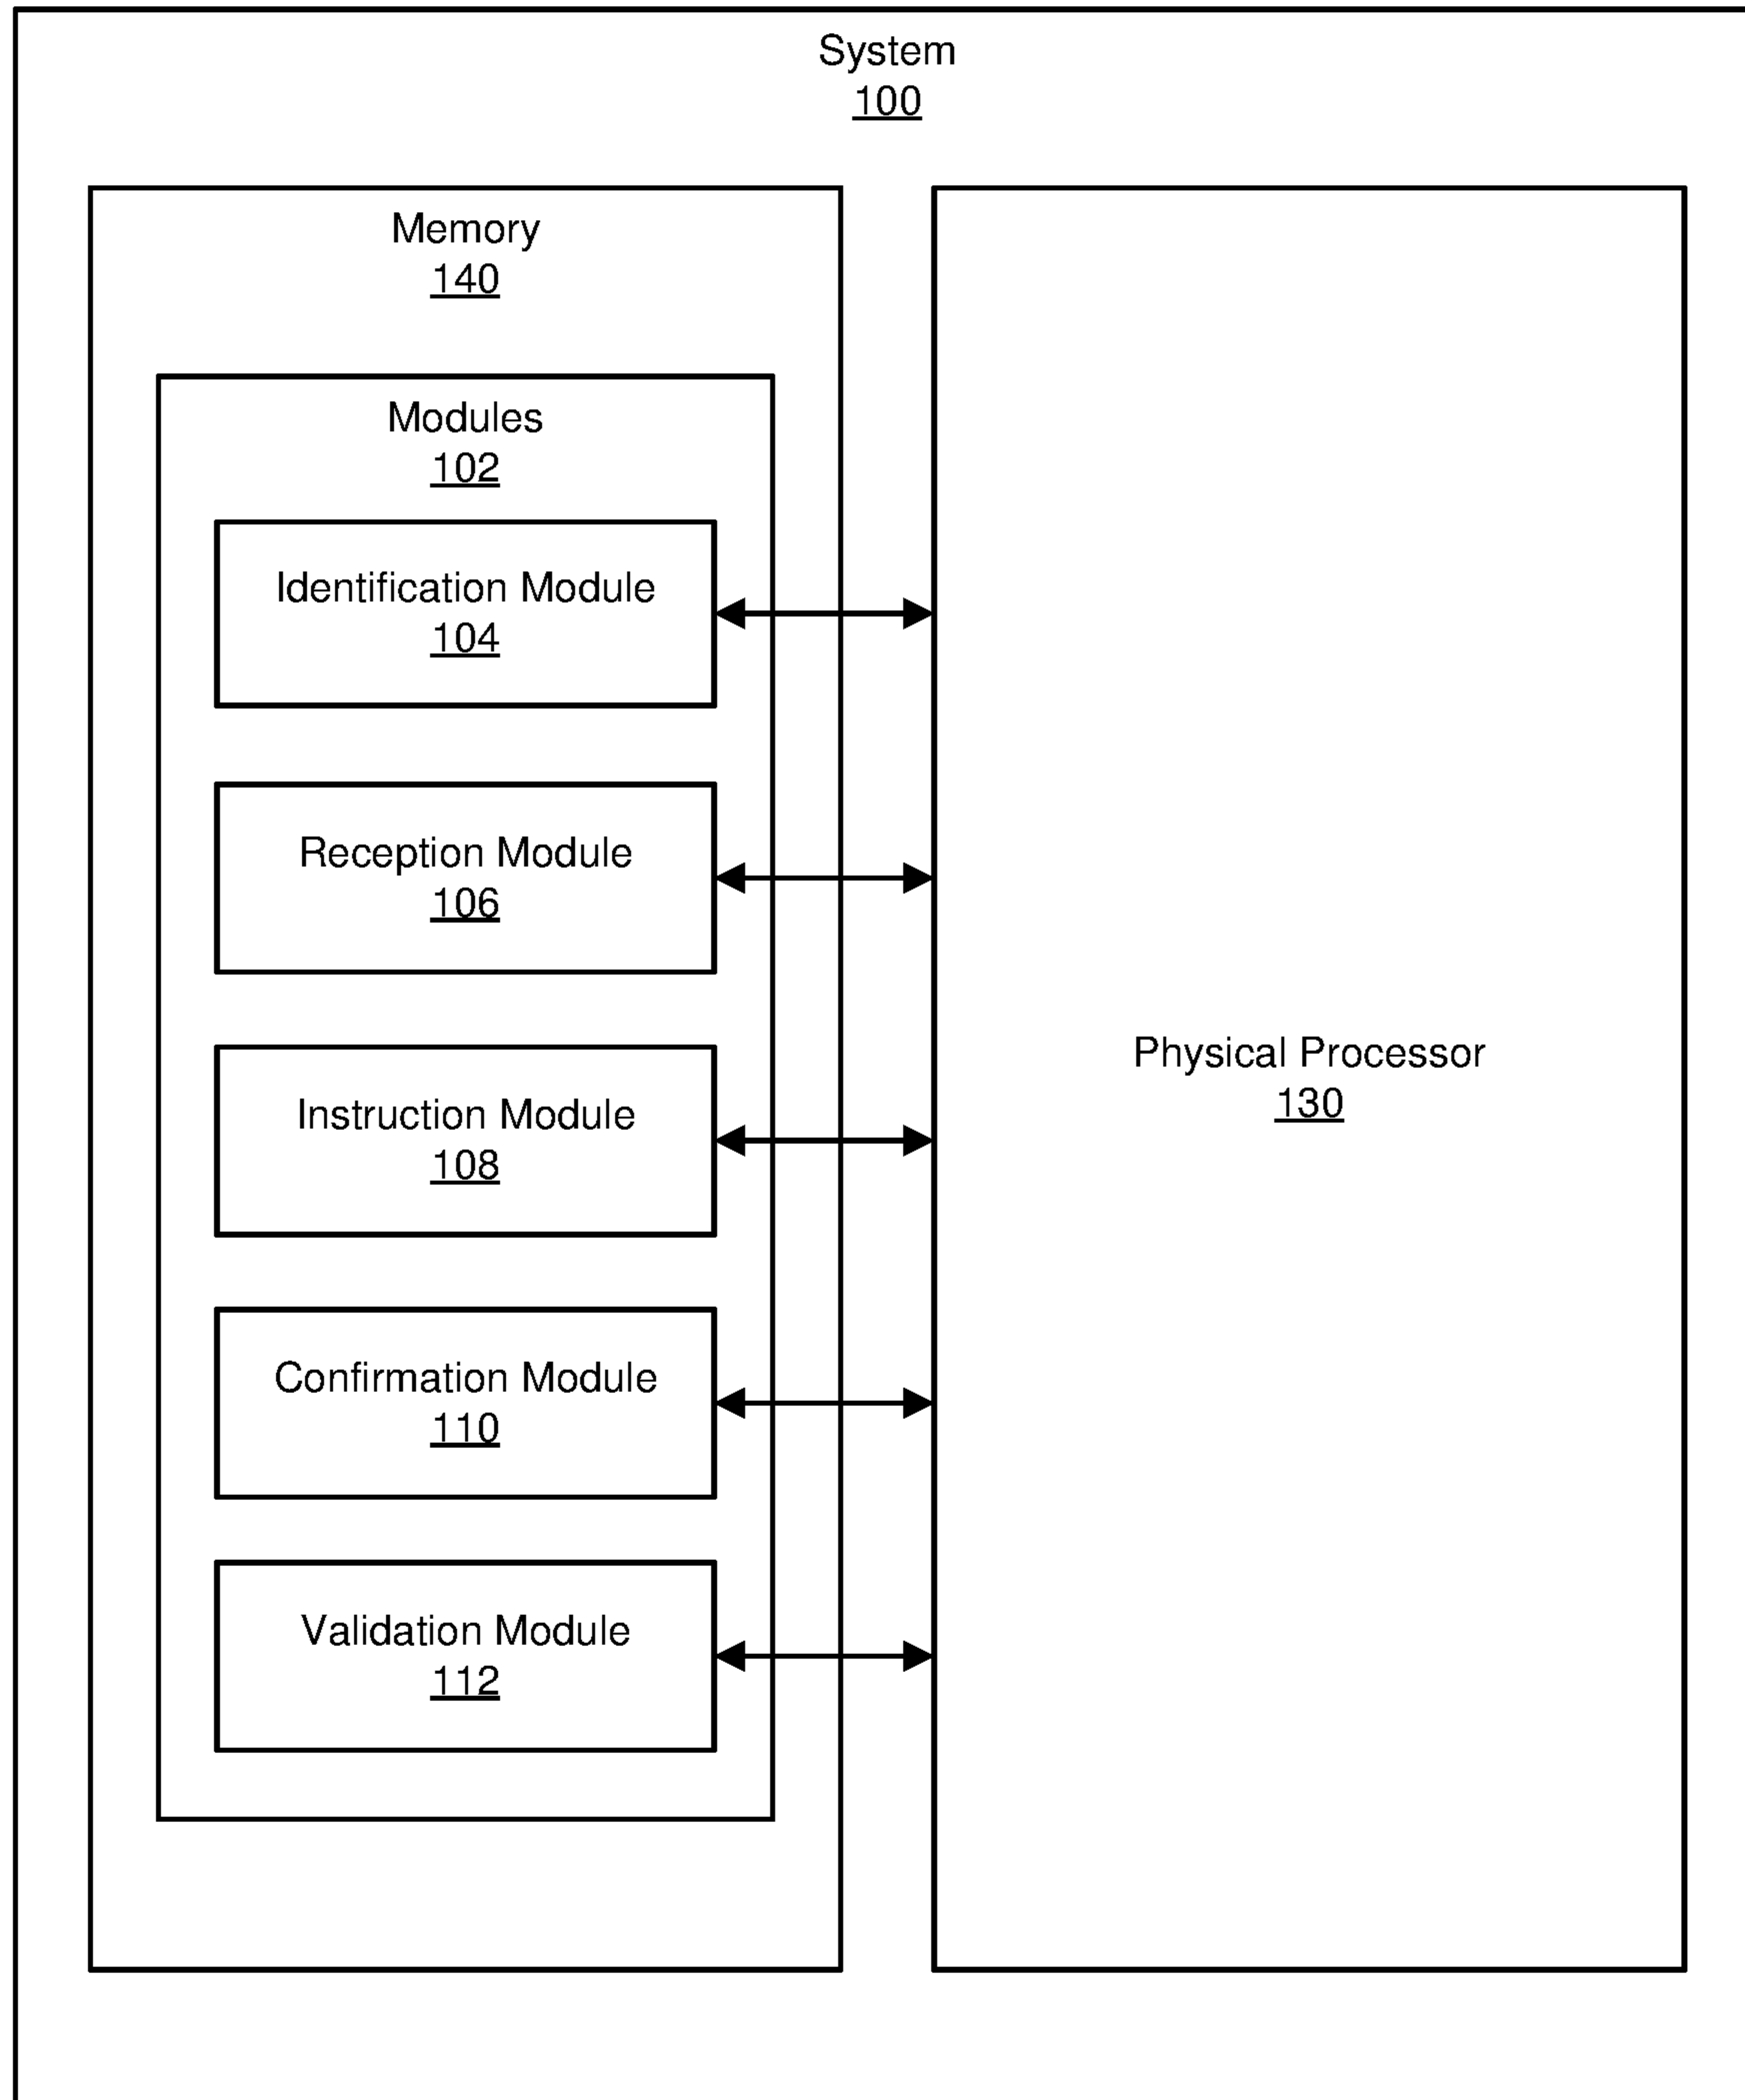 System
100
Memory
140
Modules
102
Identification Module
104
Reception Module
106
Instruction Module
108
Confirmation Module
110
Validation Module
112
Physical Processor
130